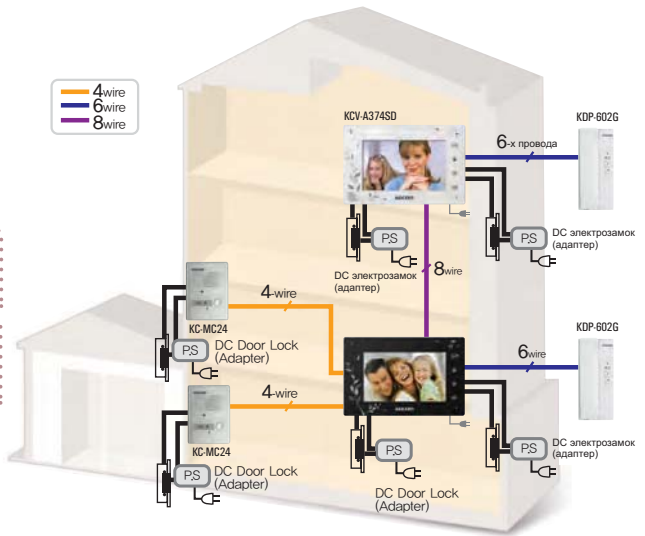 4wire
6wire
8wire
KCV-A374SD
KDP-602G
6-х провода
P,S
DC электрозамок
(адаптер)
P,S
DC электрозамок
(адаптер)
8wire
4-wire
KC-MC24
P,S
DC Door Lock
(Adapter)
KDP-602G
6wire
4-wire
KC-MC24
P,S
DC Door Lock
(Adapter)
P,S
DC Door Lock
(Adapter)
P,S
DC электрозамок
(адаптер)